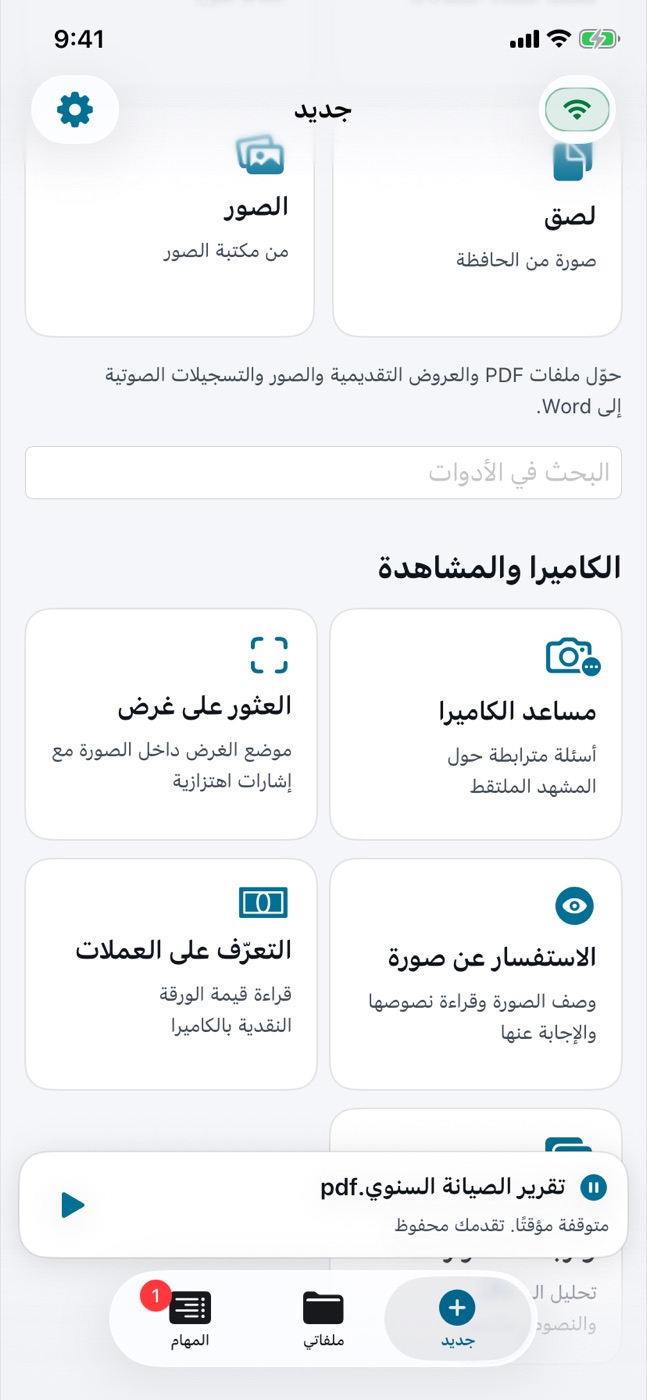 9:41
جديد
لصق
صورة من الحافظة
الصور
من مكتبة الصور
حوّل ملفات PDF والعروض التقديمية والصور والتسجيلات الصوتية
إلى Word.
البحث في الأدوات
الكاميرا والمشاهدة
مساعد الكاميرا
أسئلة مترابطة حول
المشهد الملتقط
العثور على غرض
موضع الغرض داخل الصورة مع
إشارات اهتزازية
الاستفسار عن صورة
وصف الصورة وقراءة نصوصها
والإجابة عنها
التعرّف على العملات
قراءة قيمة الورقة
النقدية بالكاميرا
تقرير الصيانة السنوي.pdf
متوقفة مؤقتًا. تقدمك محفوظ
تحليل
والنصوص
جديد
ملفاتي
المهام
1